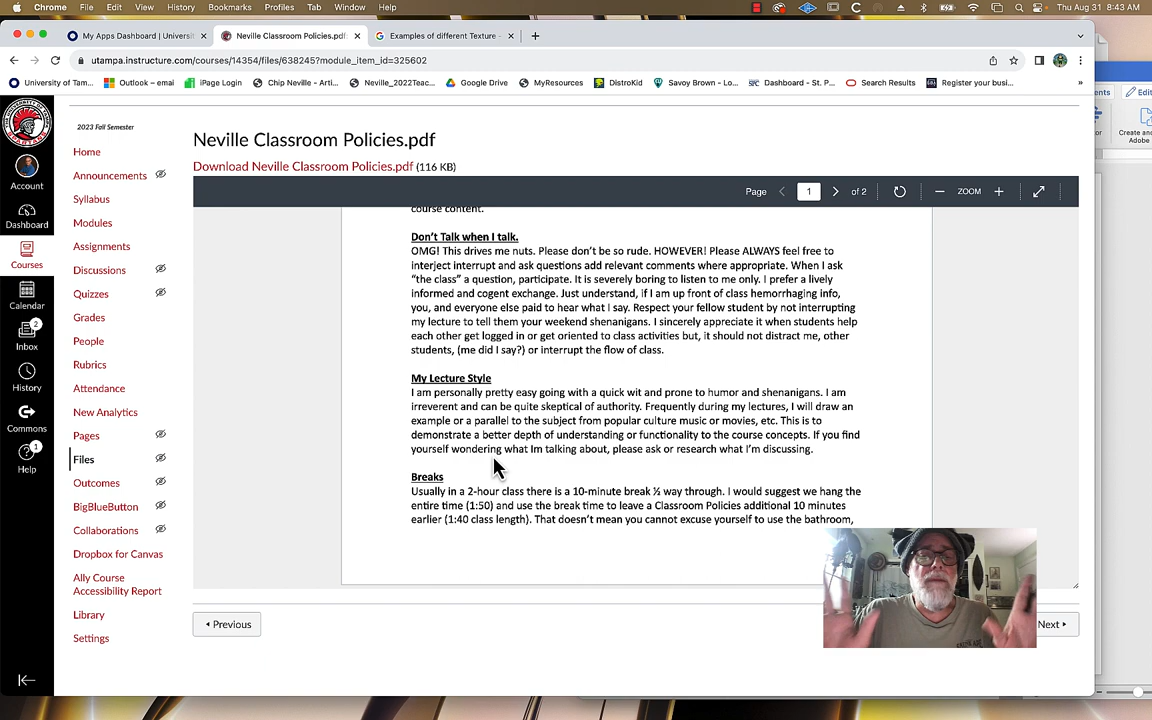 Chrome File Edit View History Bookmarks Profiles Tab Window Help Thu Aug 31 8:43 AM
My Apps Dashboard | Universit Neville Classroom Policies.pdf: Examples of different Texture –
utampa.instructure.com/courses/14354/files/638245?module_item_id=325602
University of Tam... Outlook – emai iPage Login Chip Neville - Arti... Neville_2022Teac... Google Drive MyResources DistroKid Savoy Brown - Lo... Dashboard - St. P... Search Results Register your busi... »
ents Edit
tor Create and
Adobe
2023 Fall Semester
Home
Announcements
Syllabus
Modules
Assignments
Discussions
Quizzes
Grades
People
Rubrics
Attendance
New Analytics
Pages
Files
Outcomes
BigBlueButton
Collaborations
Dropbox for Canvas
Ally Course
Accessibility Report
Library
Settings
Account
Dashboard
Courses
Calendar
2
Inbox
History
Commons
1
Help
Neville Classroom Policies.pdf
Download Neville Classroom Policies.pdf (116 KB)
Page 1 of 2 ZOOM
course content.
Don't Talk when I talk.
OMG! This drives me nuts. Please don't be so rude. HOWEVER! Please ALWAYS feel free to
interject interrupt and ask questions add relevant comments where appropriate. When I ask
"the class" a question, participate. It is severely boring to listen to me only. I prefer a lively
informed and cogent exchange. Just understand, if I am up front of class hemorrhaging info,
you, and everyone else paid to hear what I say. Respect your fellow student by not interrupting
my lecture to tell them your weekend shenanigans. I sincerely appreciate it when students help
each other get logged in or get oriented to class activities but, it should not distract me, other
students, (me did I say?) or interrupt the flow of class.
My Lecture Style
I am personally pretty easy going with a quick wit and prone to humor and shenanigans. I am
irreverent and can be quite skeptical of authority. Frequently during my lectures, I will draw an
example or a parallel to the subject from popular culture music or movies, etc. This is to
demonstrate a better depth of understanding or functionality to the course concepts. If you find
yourself wondering what Im talking about, please ask or research what I'm discussing.
Breaks
Usually in a 2-hour class there is a 10-minute break ½ way through. I would suggest we hang the
entire time (1:50) and use the break time to leave a Classroom Policies additional 10 minutes
earlier (1:40 class length). That doesn't mean you cannot excuse yourself to use the bathroom,
Previous
Next